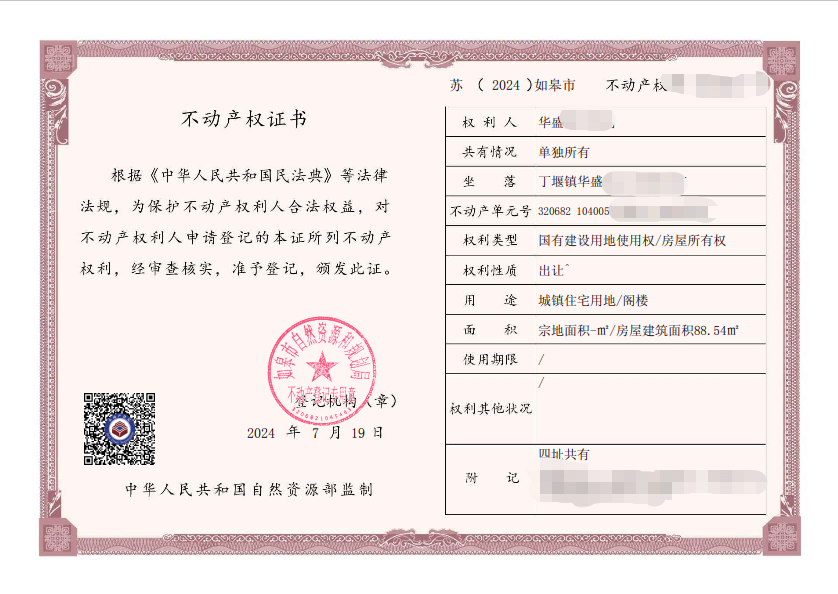 不动产权证书
根据《中华人民共和国民法典》等法律
法规，为保护不动产权利人合法权益，对
不动产权利人申请登记的本证所列不动产
权利，经审查核实，准予登记，颁发此证。
如皋市自然资源和规划局
不动产登记专用章
登记机构（章）
2024 年 7 月 19 日
中华人民共和国自然资源部监制
苏 ( 2024 )如皋市 不动产权
权利人 华盛
共有情况 单独所有
坐落 丁堰镇华盛
不动产单元号 320682 104005
权利类型 国有建设用地使用权/房屋所有权
权利性质 出让
用途 城镇住宅用地/阁楼
面积 宗地面积-㎡/房屋建筑面积88.54㎡
使用期限 /
权利其他状况 /
附记 四址共有